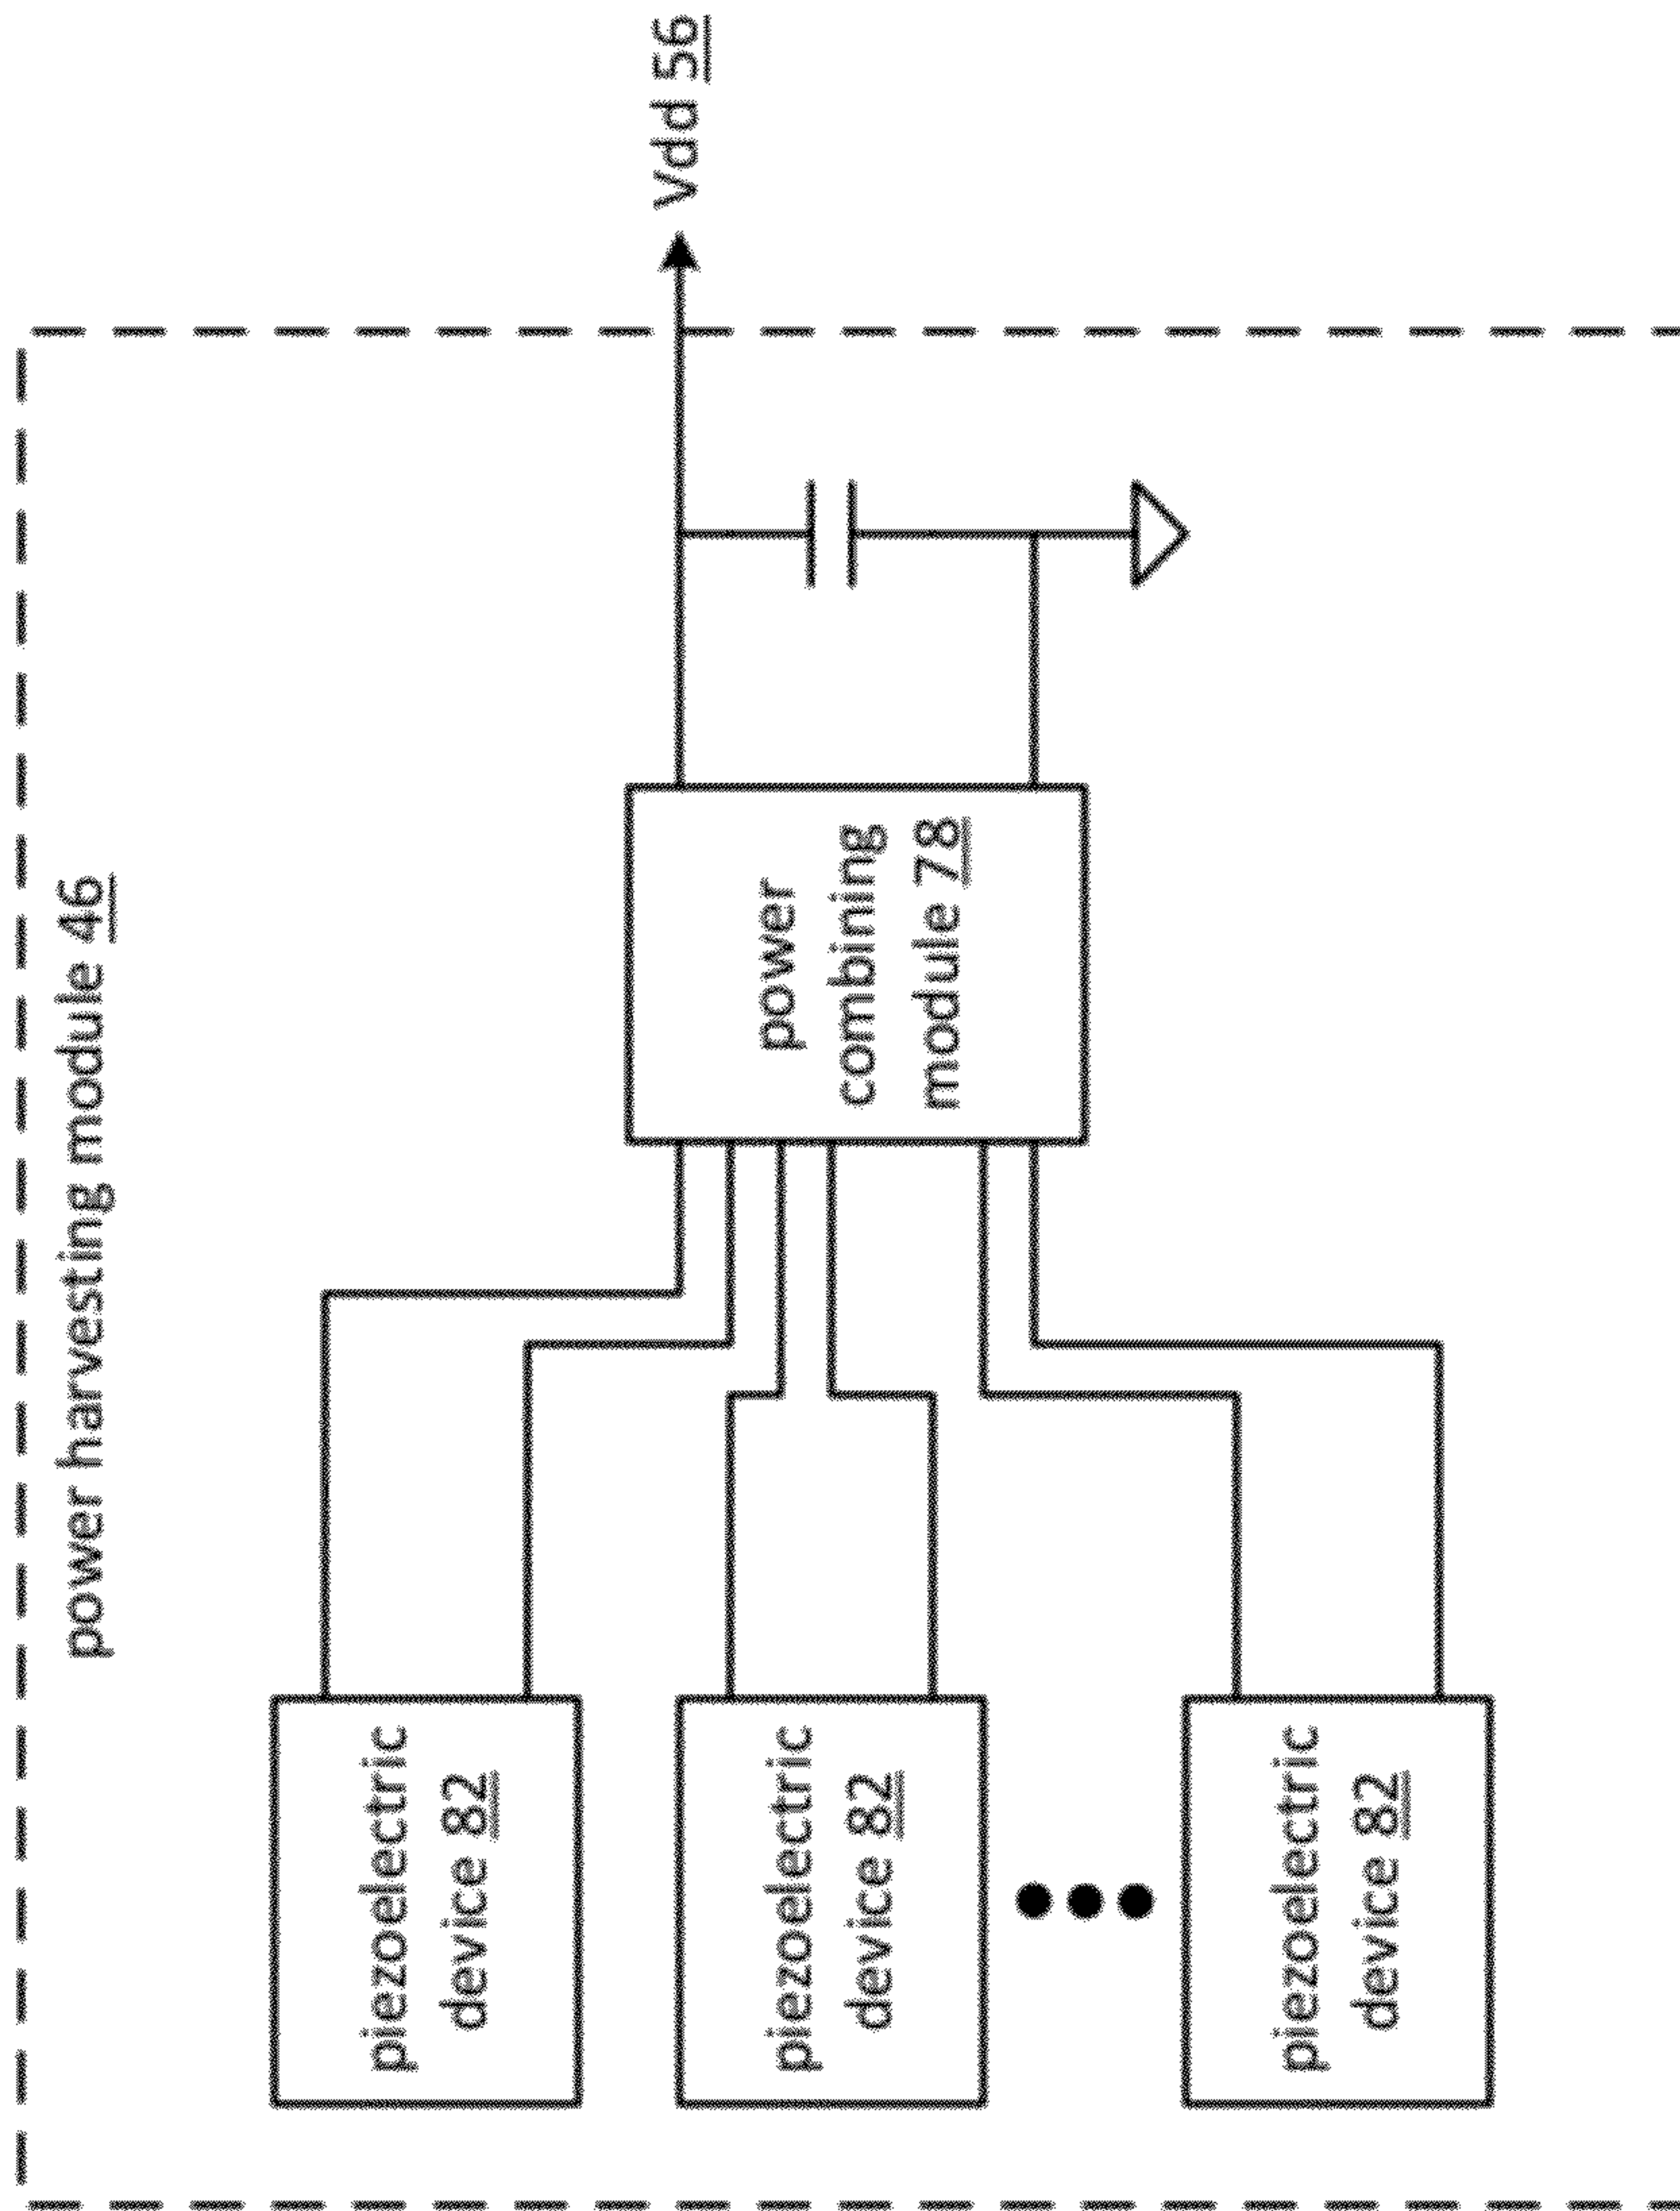 power harvesting module 46
piezoelectric
device 82
piezoelectric
device 82
piezoelectric
device 82
power
combining
module 78
Vdd 56